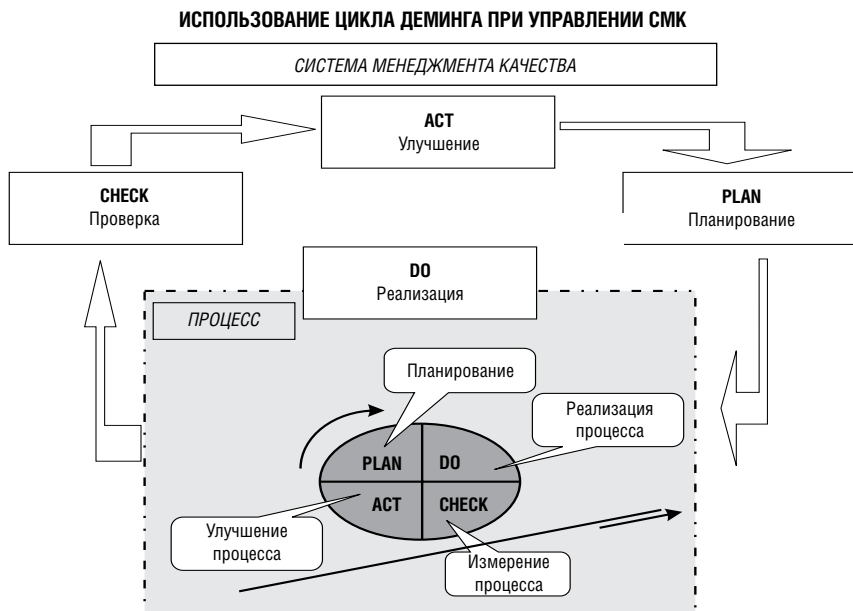 ИСПОЛЬЗОВАНИЕ ЦИКЛА ДЕМИНГА ПРИ УПРАВЛЕНИИ СМК
СИСТЕМА МЕНЕДЖМЕНТА КАЧЕСТВА
ACT
Улучшение
CHECK
Проверка
PLAN
Планирование
DO
Реализация
ПРОЦЕСС
Планирование
Реализация
процесса
PLAN
DO
ACT
CHECK
Улучшение
процесса
Измерение
процесса